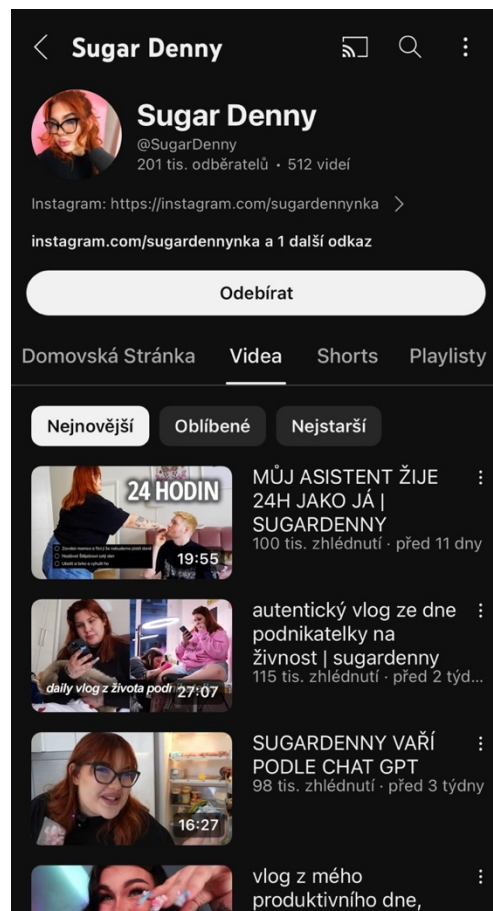 Sugar Denny
Sugar Denny
@SugarDenny
201 tis. odběratelů • 512 videí
Instagram: https://instagram.com/sugardennynka
instagram.com/sugardennynka a 1 další odkaz
Odebírat
Domovská Stránka Videa Shorts Playlisty
Nejnovější Oblíbené Nejstarší
24 HODIN
19:55
MŮJ ASISTENT ŽIJE
24H JAKO JÁ |
SUGARDENNY
100 tis. zhlédnutí · před 11 dny
daily vlog z života
27:07
autentický vlog ze dne
podnikatelky na
živnost | sugardenny
115 tis. zhlédnutí · před 2 týd...
16:27
SUGARDENNY VAŘÍ
PODLE CHAT GPT
98 tis. zhlédnutí · před 3 týdny
vlog z mého
produktivního dne,